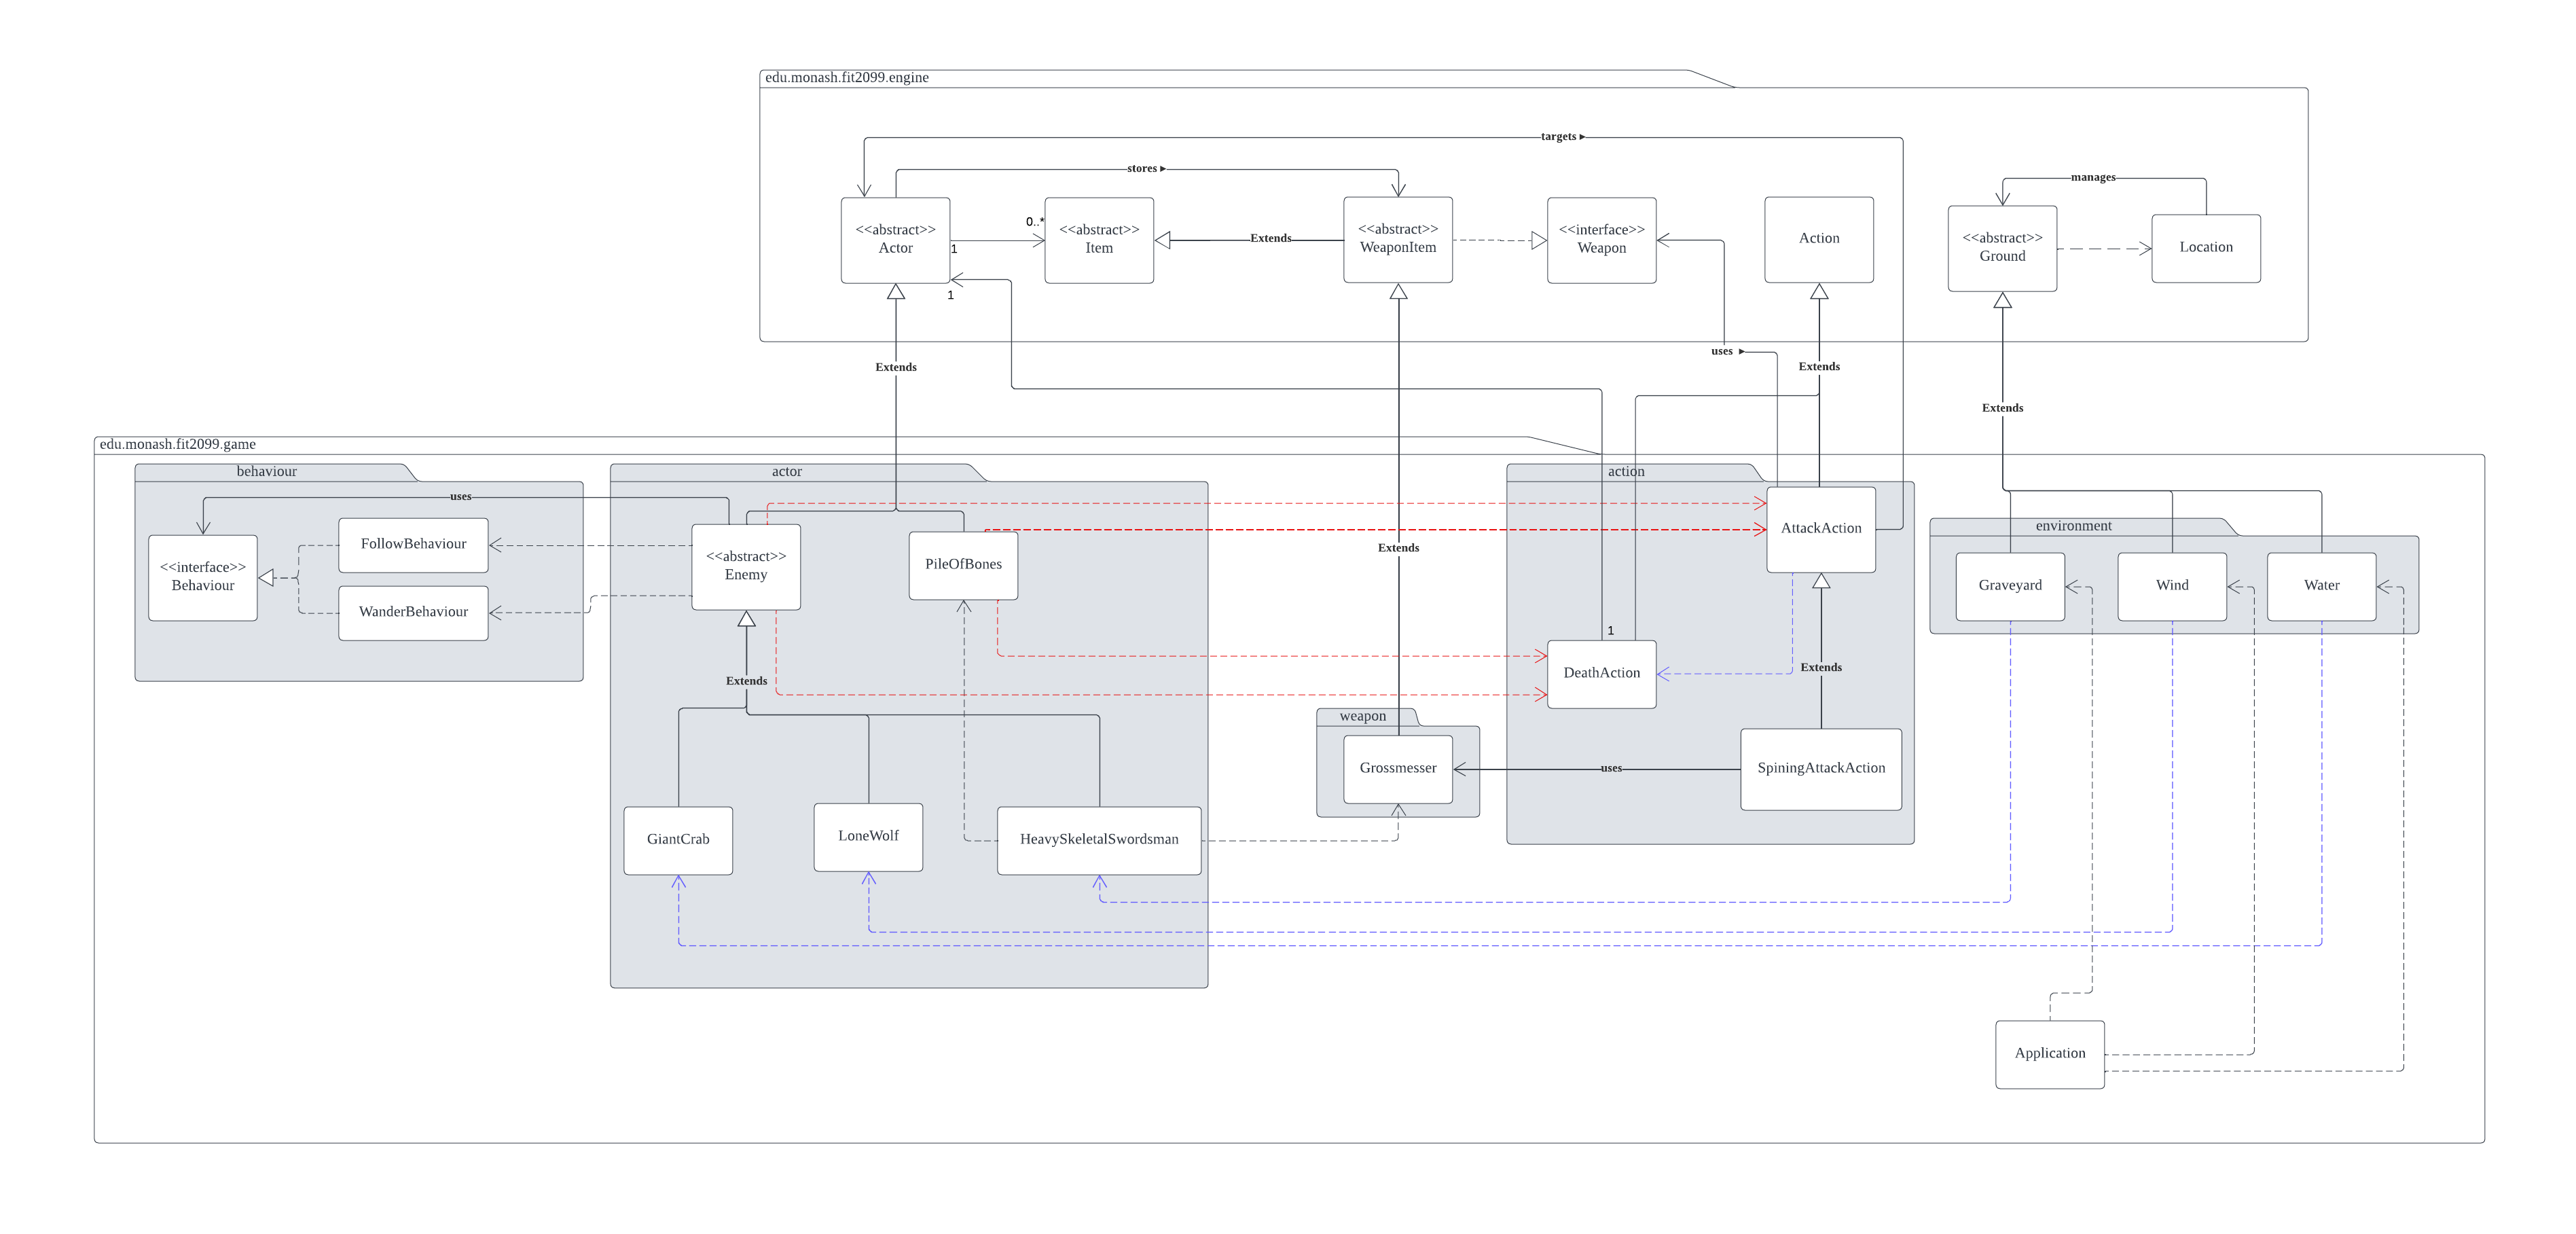 edu.monash.fit2099.engine
targets ▸
stores ▸
manages
<<abstract>>
Actor
0..*
1
1
<<abstract>>
Item
Extends
<<abstract>>
WeaponItem
<<interface>>
Weapon
Action
<<abstract>>
Ground
Location
uses ▸
Extends
Extends
Extends
edu.monash.fit2099.game
behaviour
uses
<<interface>>
Behaviour
FollowBehaviour
WanderBehaviour
actor
<<abstract>>
Enemy
PileOfBones
Extends
GiantCrab
LoneWolf
HeavySkeletalSwordsman
Extends
weapon
Grossmesser
uses
action
AttackAction
1
DeathAction
Extends
SpiningAttackAction
environment
Graveyard
Wind
Water
Application